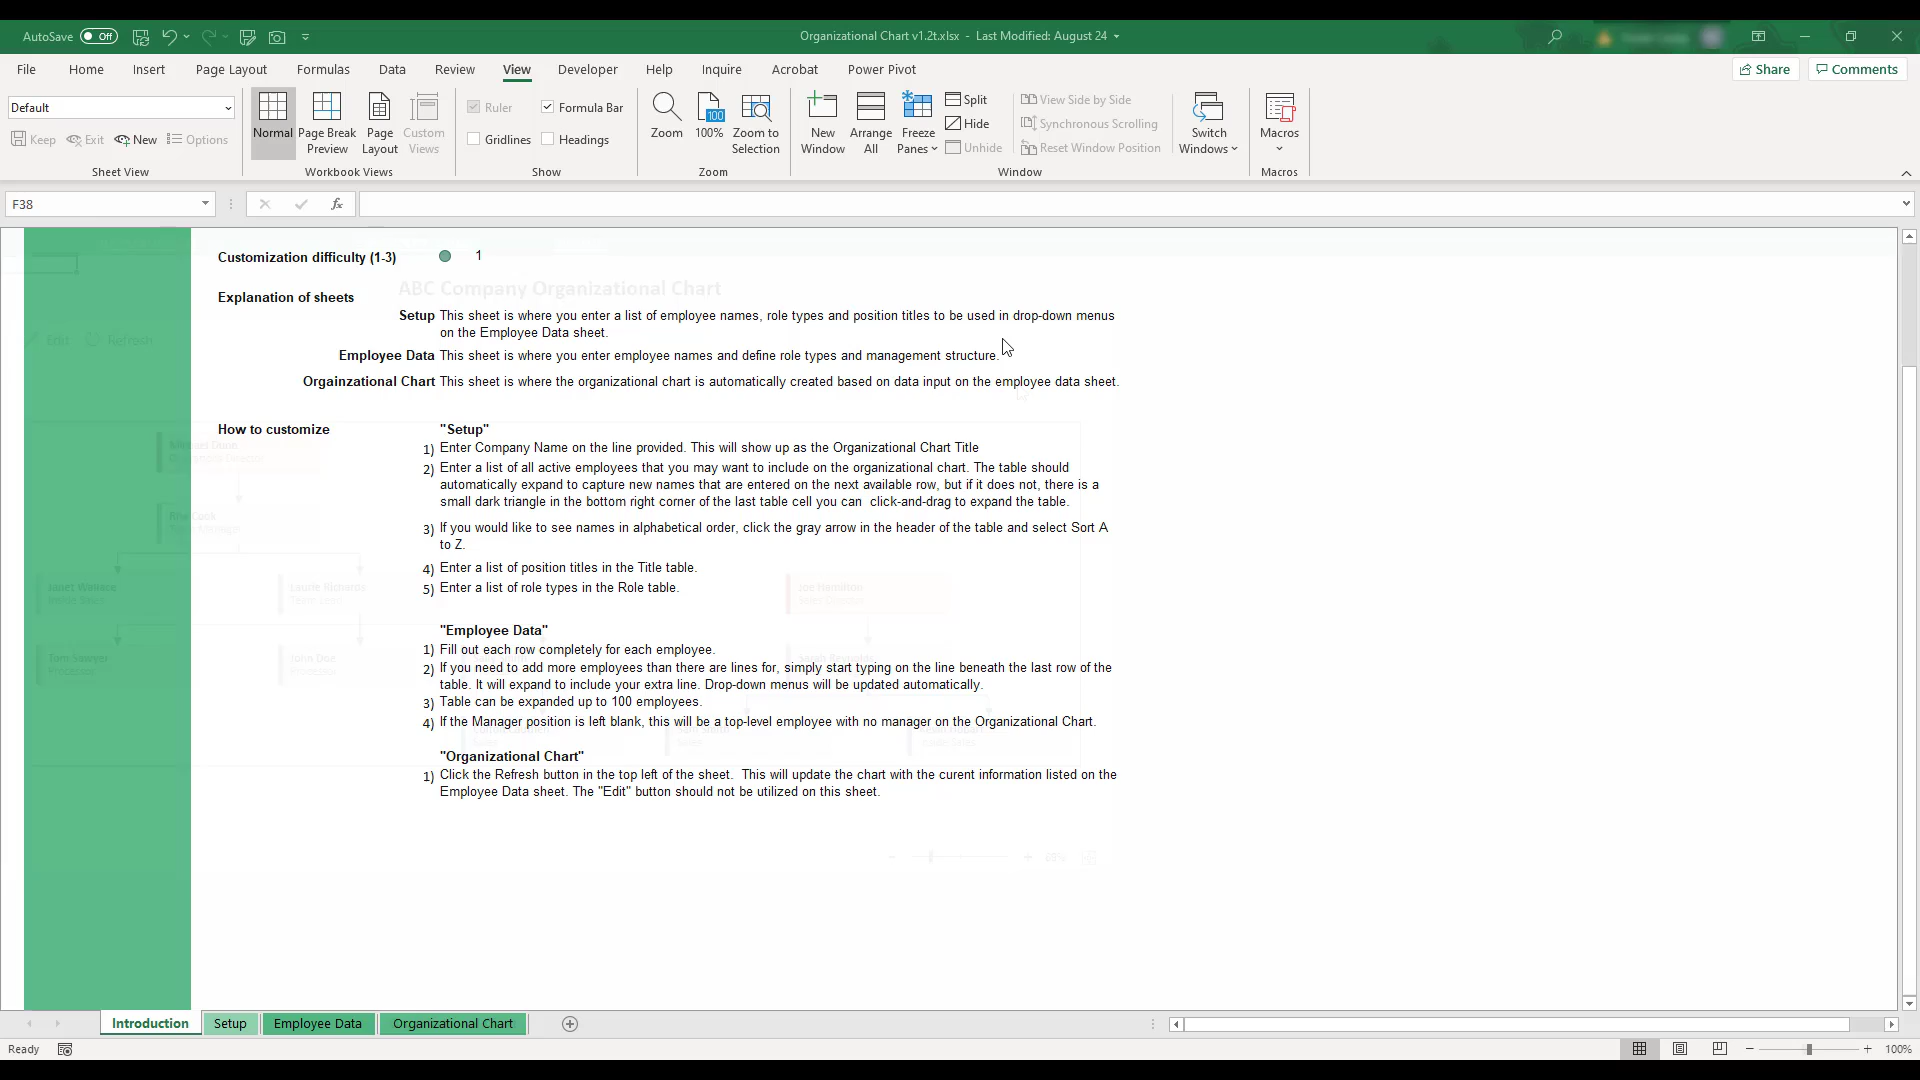 AutoSave Off
Organizational Chart v1.2t.xlsx - Last Modified: August 24
File Home Insert Page Layout Formulas Data Review View Developer Help Inquire Acrobat Power Pivot
Share Comments
Default
Keep Exit New Options
Sheet View
Normal
Page Break Preview
Page Layout
Custom Views
Workbook Views
Ruler Formula Bar
Gridlines Headings
Show
Zoom
100
100%
Zoom to Selection
Zoom
New Window
Arrange All
Freeze Panes
Split
Hide
Unhide
View Side by Side
Synchronous Scrolling
Reset Window Position
Switch Windows
Window
Macros
Macros
F38
fx
Customization difficulty (1-3) 1
ABC Company Organizational Chart
Explanation of sheets
Setup This sheet is where you enter a list of employee names, role types and position titles to be used in drop-down menus
on the Employee Data sheet.
Edit Refresh
Employee Data This sheet is where you enter employee names and define role types and management structure.
Orgainzational Chart This sheet is where the organizational chart is automatically created based on data input on the employee data sheet.
How to customize "Setup"
1) Enter Company Name on the line provided. This will show up as the Organizational Chart Title
2) Enter a list of all active employees that you may want to include on the organizational chart. The table should
automatically expand to capture new names that are entered on the next available row, but if it does not, there is a
small dark triangle in the bottom right corner of the last table cell you can click-and-drag to expand the table.
3) If you would like to see names in alphabetical order, click the gray arrow in the header of the table and select Sort A
to Z.
4) Enter a list of position titles in the Title table.
5) Enter a list of role types in the Role table.
Janet Wallace
Laurie Richards
Joe Hamilton
"Employee Data"
1) Fill out each row completely for each employee.
Tom Sawyer
John Doe
2) If you need to add more employees than there are lines for, simply start typing on the line beneath the last row of the
table. It will expand to include your extra line. Drop-down menus will be updated automatically.
3) Table can be expanded up to 100 employees.
4) If the Manager position is left blank, this will be a top-level employee with no manager on the Organizational Chart.
"Organizational Chart"
1) Click the Refresh button in the top left of the sheet. This will update the chart with the curent information listed on the
Employee Data sheet. The "Edit" button should not be utilized on this sheet.
Introduction Setup Employee Data Organizational Chart
Ready
100%